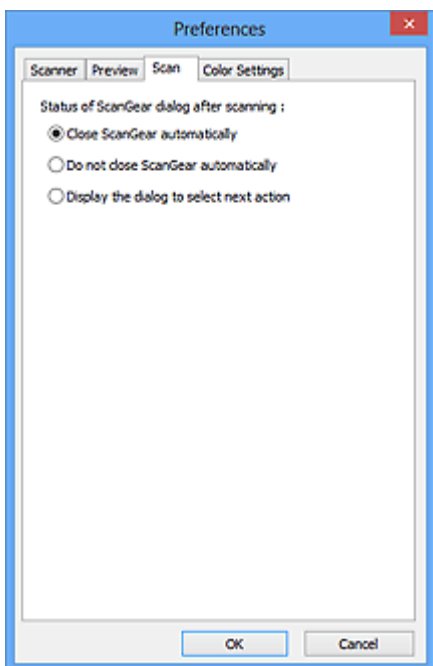 Preferences
Scanner Preview Scan Color Settings
Status of ScanGear dialog after scanning :
Close ScanGear automatically
Do not close ScanGear automatically
Display the dialog to select next action
OK Cancel